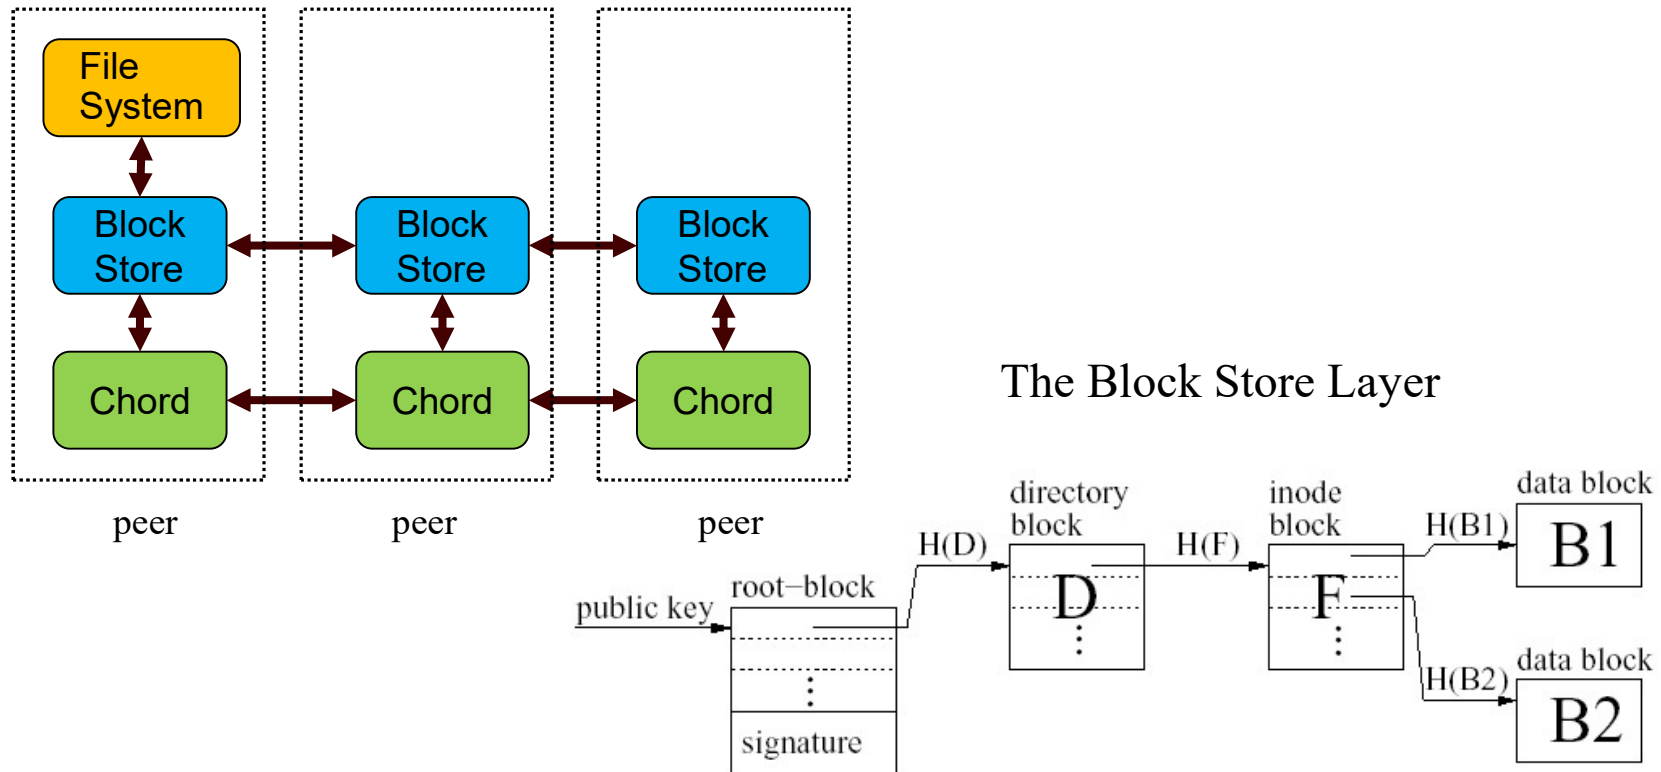 File
System
Block
Store
Block
Store
Block
Store
Chord
Chord
Chord
peer
peer
peer
The Block Store Layer
public key
root−block
signature
H(D)
directory
block
D
H(F)
inode
block
F
H(B1)
data block
B1
H(B2)
data block
B2